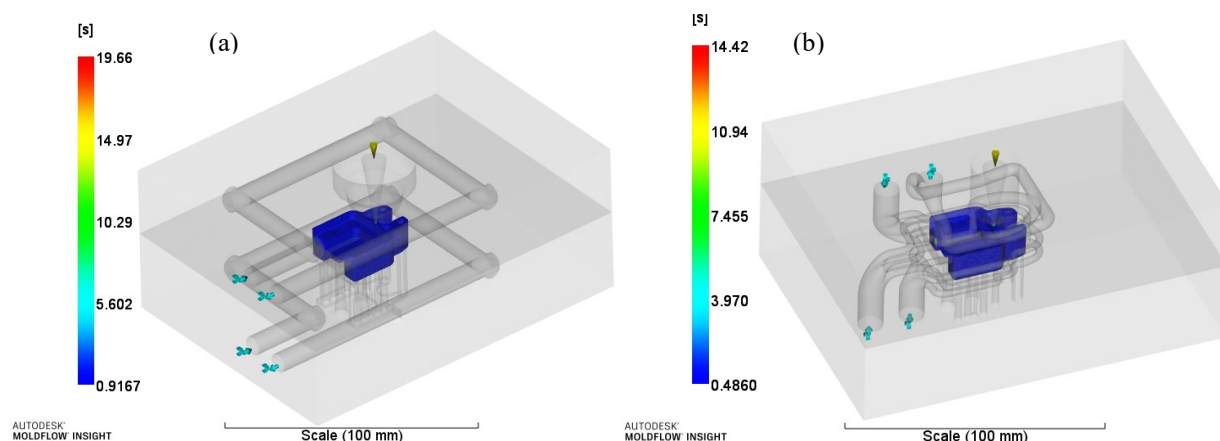 [s]
(a)
19.66
14.97
10.29
5.602
0.9167
AUTODESK'
MOLDFLOW' INSIGHT
Scale (100 mm)
[s]
(b)
14.42
10.94
7.455
3.970
0.4860
AUTODESK'
MOLDFLOW' INSIGHT
Scale (100 mm)